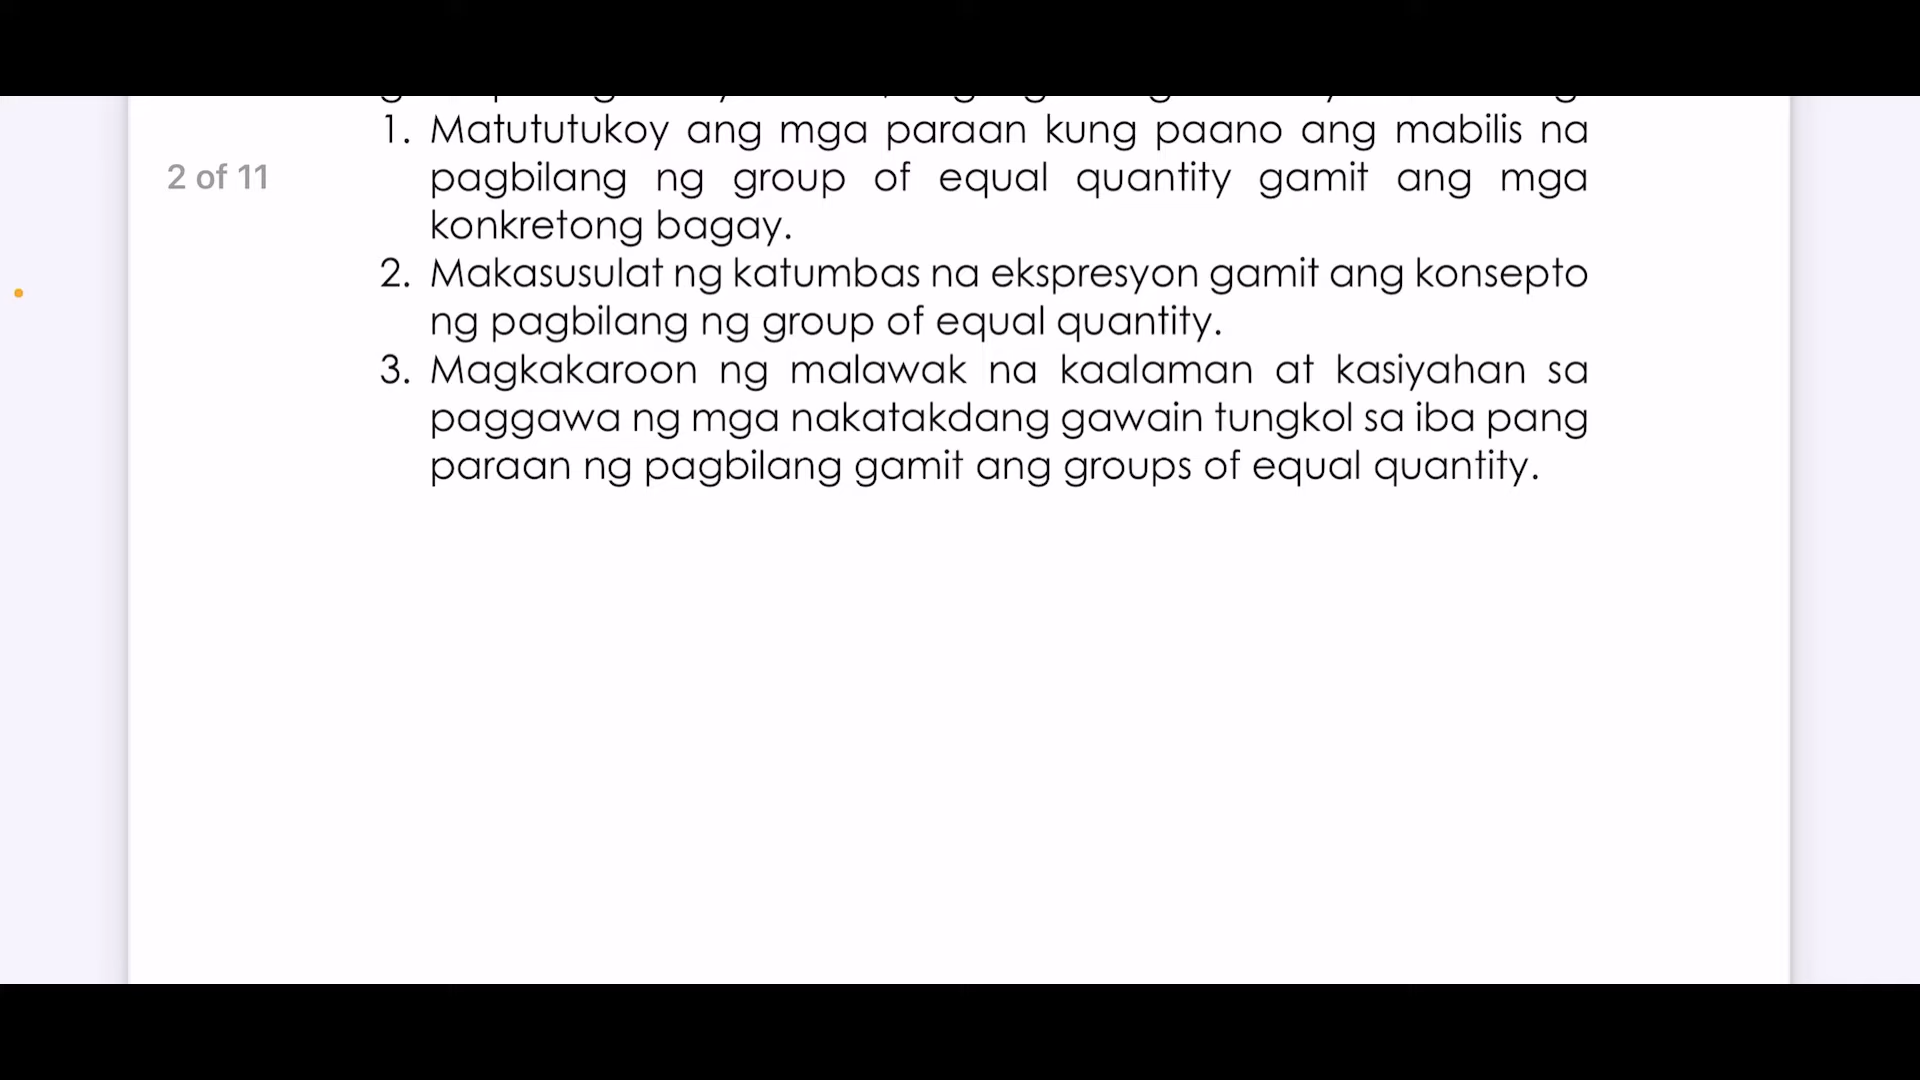 1. Matututukoy ang mga paraan kung paano ang mabilis na
2 of 11
pagbilang ng group of equal quantity gamit ang mga
konkretong bagay.
2. Makasusulat ng katumbas na ekspresyon gamit ang konsepto
ng pagbilang ng group of equal quantity.
3. Magkakaroon ng malawak na kaalaman at kasiyahan sa
paggawa ng mga nakatakdang gawain tungkol sa iba pang
paraan ng pagbilang gamit ang groups of equal quantity.